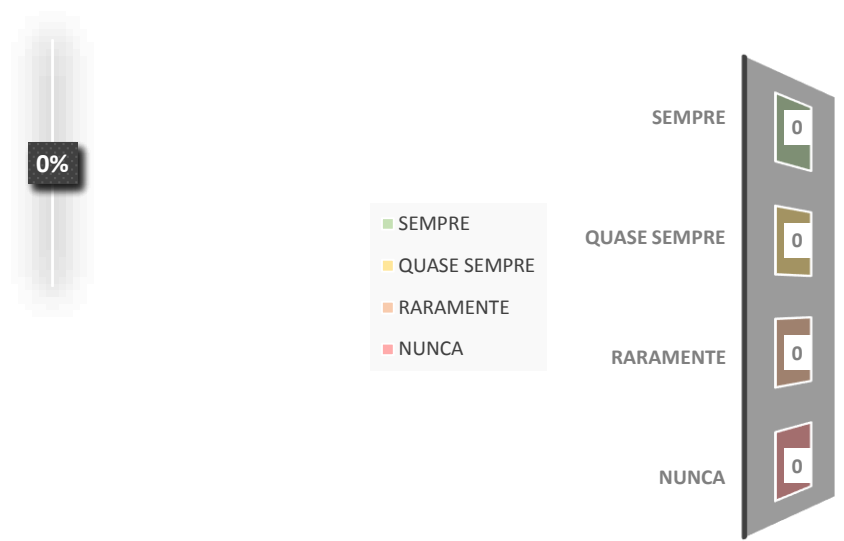 0%
SEMPRE
QUASE SEMPRE
RARAMENTE
NUNCA
SEMPRE 0
QUASE SEMPRE 0
RARAMENTE 0
NUNCA 0